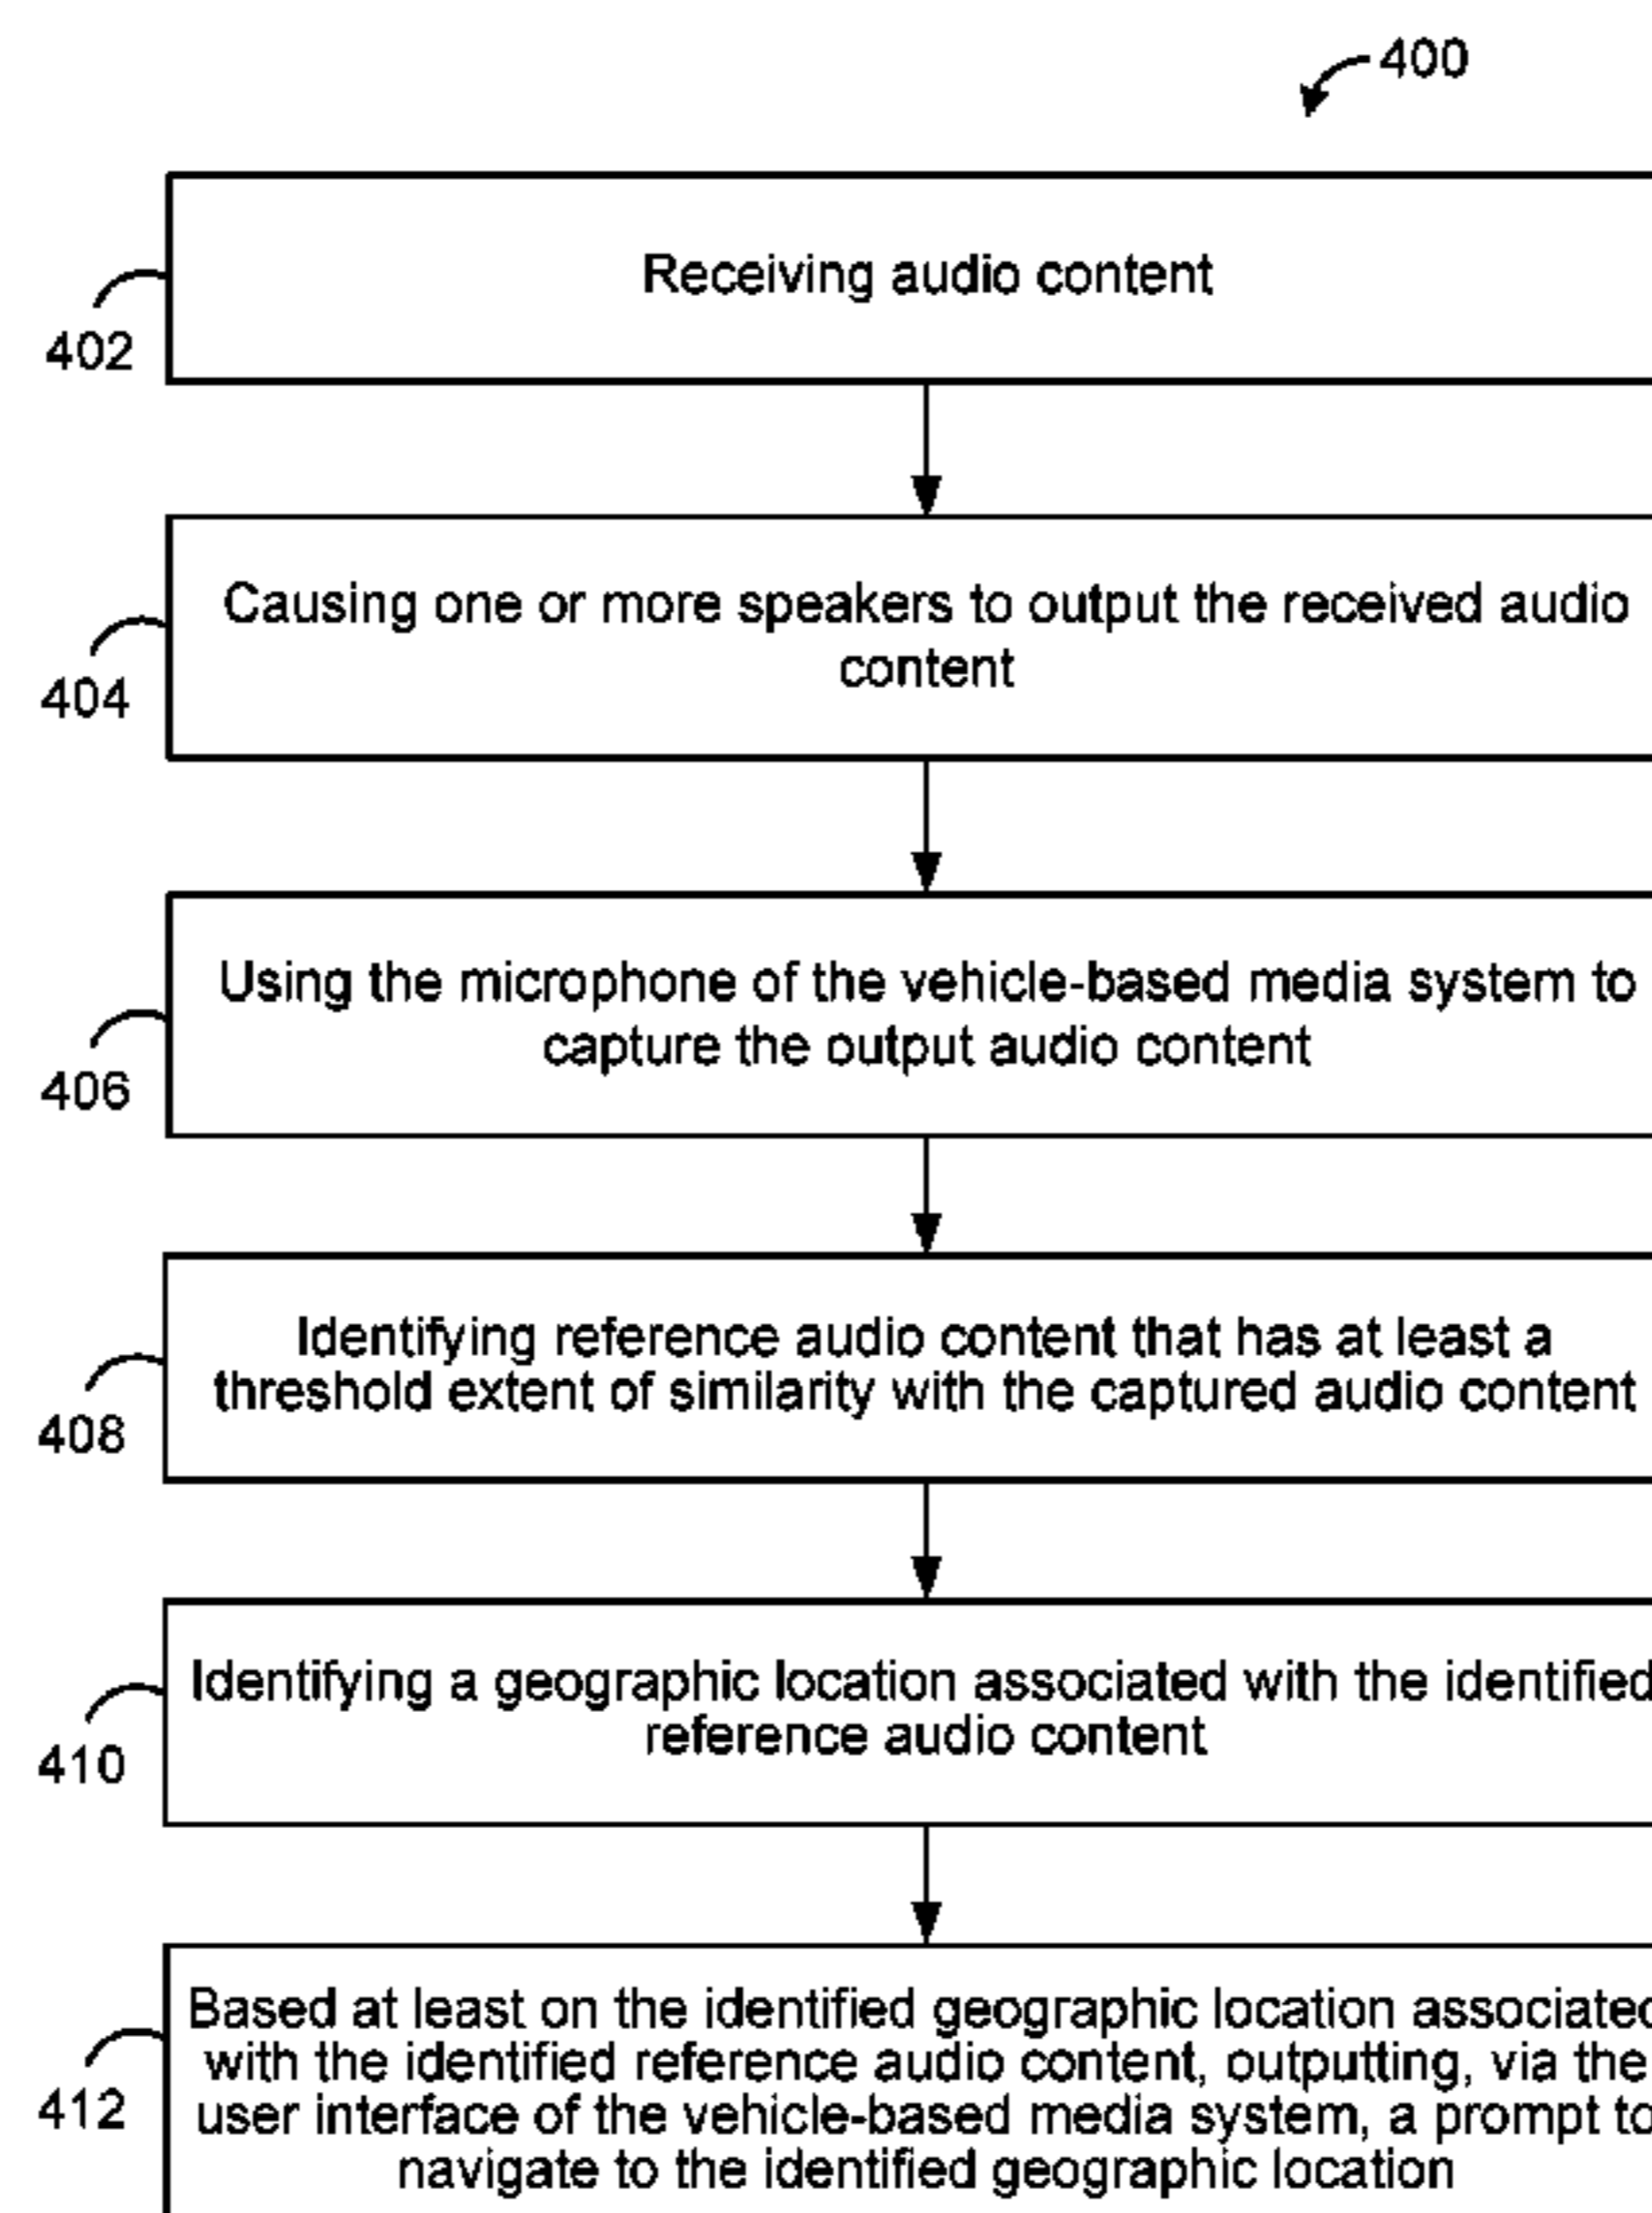 400
Receiving audio content
402
Causing one or more speakers to output the received audio
content
404
Using the microphone of the vehicle-based media system to
capture the output audio content
406
Identifying reference audio content that has at least a
threshold extent of similarity with the captured audio content
408
Identifying a geographic location associated with the identified
reference audio content
410
Based at least on the identified geographic location associated
with the identified reference audio content, outputting, via the
user interface of the vehicle-based media system, a prompt to
navigate to the identified geographic location
412